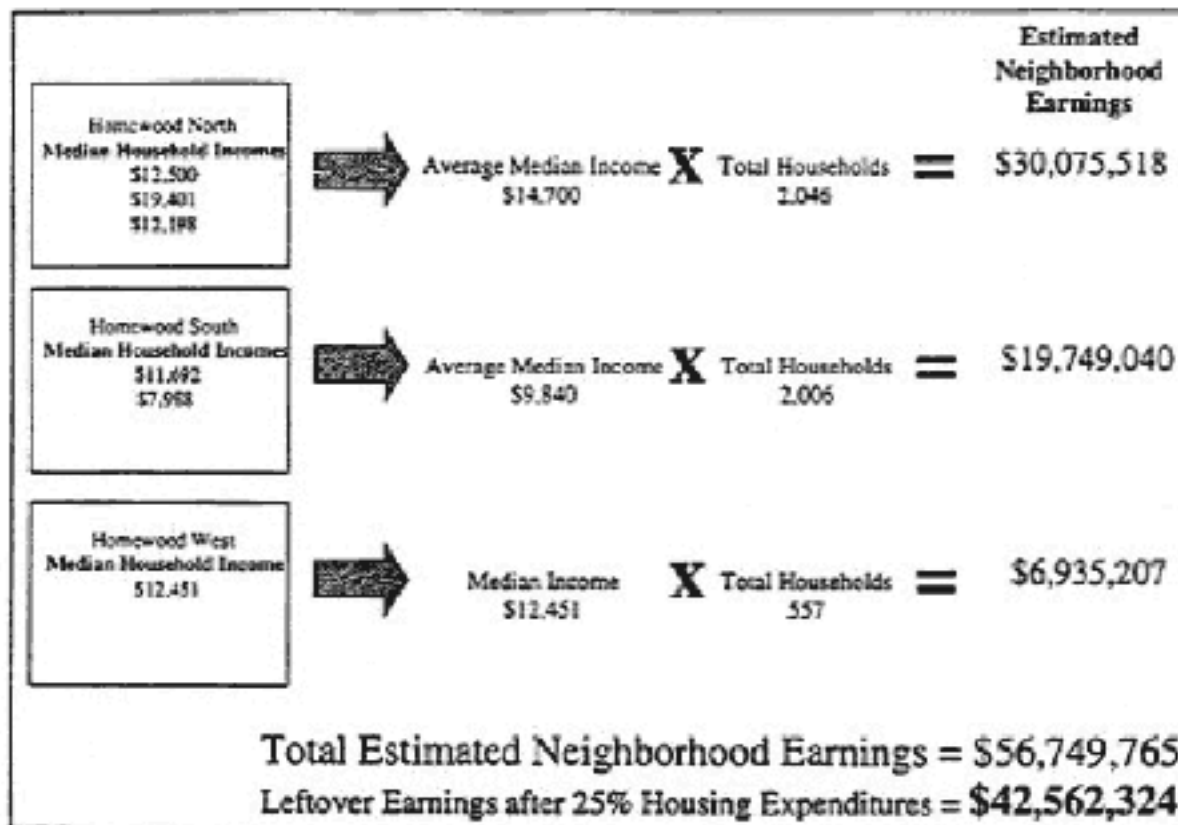 Estimated
Neighborhood
Earnings
Homewood North
Median Household Incomes
$12,500
$19,401
$12,198
Average Median Income
$14,700
X
Total Households
2,046
=
$30,075,518
Homewood South
Median Household Incomes
$11,692
$7,988
Average Median Income
$9,840
X
Total Households
2,006
=
$19,749,040
Homewood West
Median Household Income
$12,451
Median Income
$12,451
X
Total Households
557
=
$6,935,207
Total Estimated Neighborhood Earnings = $56,749,765
Leftover Earnings after 25% Housing Expenditures = $42,562,324